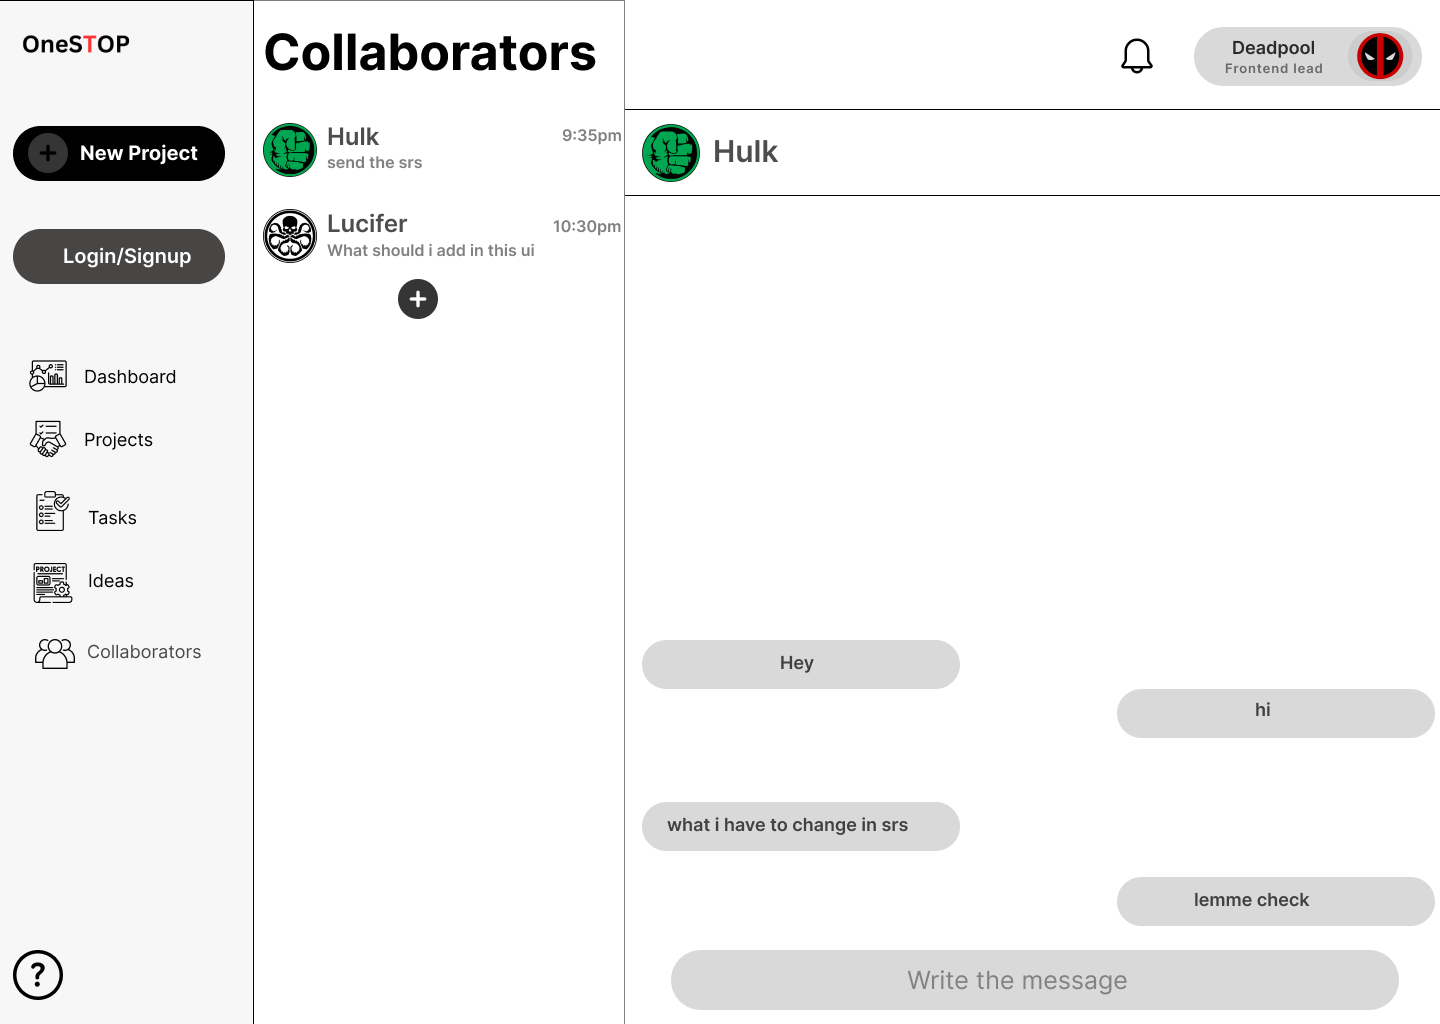 OneSTOP
New Project
Login/Signup
Dashboard
Projects
Tasks
PROJECT
Ideas
Collaborators
?
Collaborators
Hulk
9:35pm
send the srs
Lucifer
10:30pm
What should i add in this ui
Deadpool
Frontend lead
Hulk
Hey
hi
what i have to change in srs
lemme check
Write the message